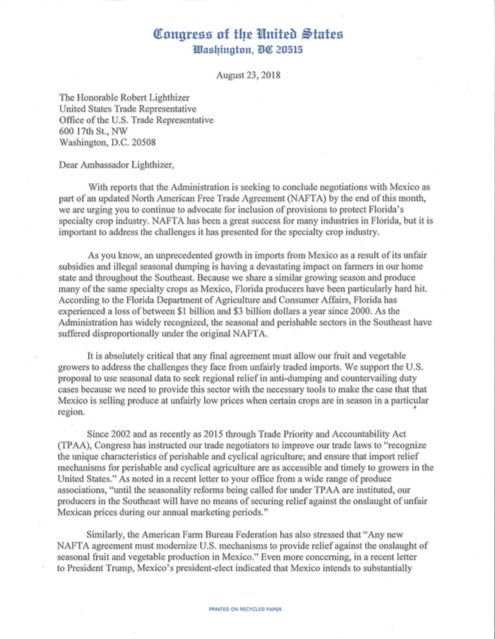 Congress of the United States
Washington, DC 20515
August 23, 2018
The Honorable Robert Lighthizer
United States Trade Representative
Office of the U.S. Trade Representative
600 17th St., NW
Washington, D.C. 20508
Dear Ambassador Lighthizer,
With reports that the Administration is seeking to conclude negotiations with Mexico as
part of an updated North American Free Trade Agreement (NAFTA) by the end of this month,
we are urging you to continue to advocate for inclusion of provisions to protect Florida's
specialty crop industry. NAFTA has been a great success for many industries in Florida, but it is
important to address the challenges it has presented for the specialty crop industry.
As you know, an unprecedented growth in imports from Mexico as a result of its unfair
subsidies and illegal seasonal dumping is having a devastating impact on farmers in our home
state and throughout the Southeast. Because we share a similar growing season and produce
many of the same specialty crops as Mexico, Florida producers have been particularly hard hit.
According to the Florida Department of Agriculture and Consumer Affairs, Florida has
experienced a loss of between $1 billion and $3 billion dollars a year since 2000. As the
Administration has widely recognized, the seasonal and perishable sectors in the Southeast have
suffered disproportionally under the original NAFTA.
It is absolutely critical that any final agreement must allow our fruit and vegetable
growers to address the challenges they face from unfairly traded imports. We support the U.S.
proposal to use seasonal data to seek regional relief in anti-dumping and countervailing duty
cases because we need to provide this sector with the necessary tools to make the case that that
Mexico is selling produce at unfairly low prices when certain crops are in season in a particular
region.
Since 2002 and as recently as 2015 through Trade Priority and Accountability Act
(TPAA), Congress has instructed our trade negotiators to improve our trade laws to "recognize
the unique characteristics of perishable and cyclical agriculture; and ensure that import relief
mechanisms for perishable and cyclical agriculture are as accessible and timely to growers in the
United States." As noted in a recent letter to your office from a wide range of produce
associations, "until the seasonality reforms being called for under TPAA are instituted, our
producers in the Southeast will have no means of securing relief against the onslaught of unfair
Mexican prices during our annual marketing periods."
Similarly, the American Farm Bureau Federation has also stressed that "Any new
NAFTA agreement must modernize U.S. mechanisms to provide relief against the onslaught of
seasonal fruit and vegetable production in Mexico." Even more concerning, in a recent letter
to President Trump, Mexico's president-elect indicated that Mexico intends to substantially
PRINTED ON RECYCLED PAPER